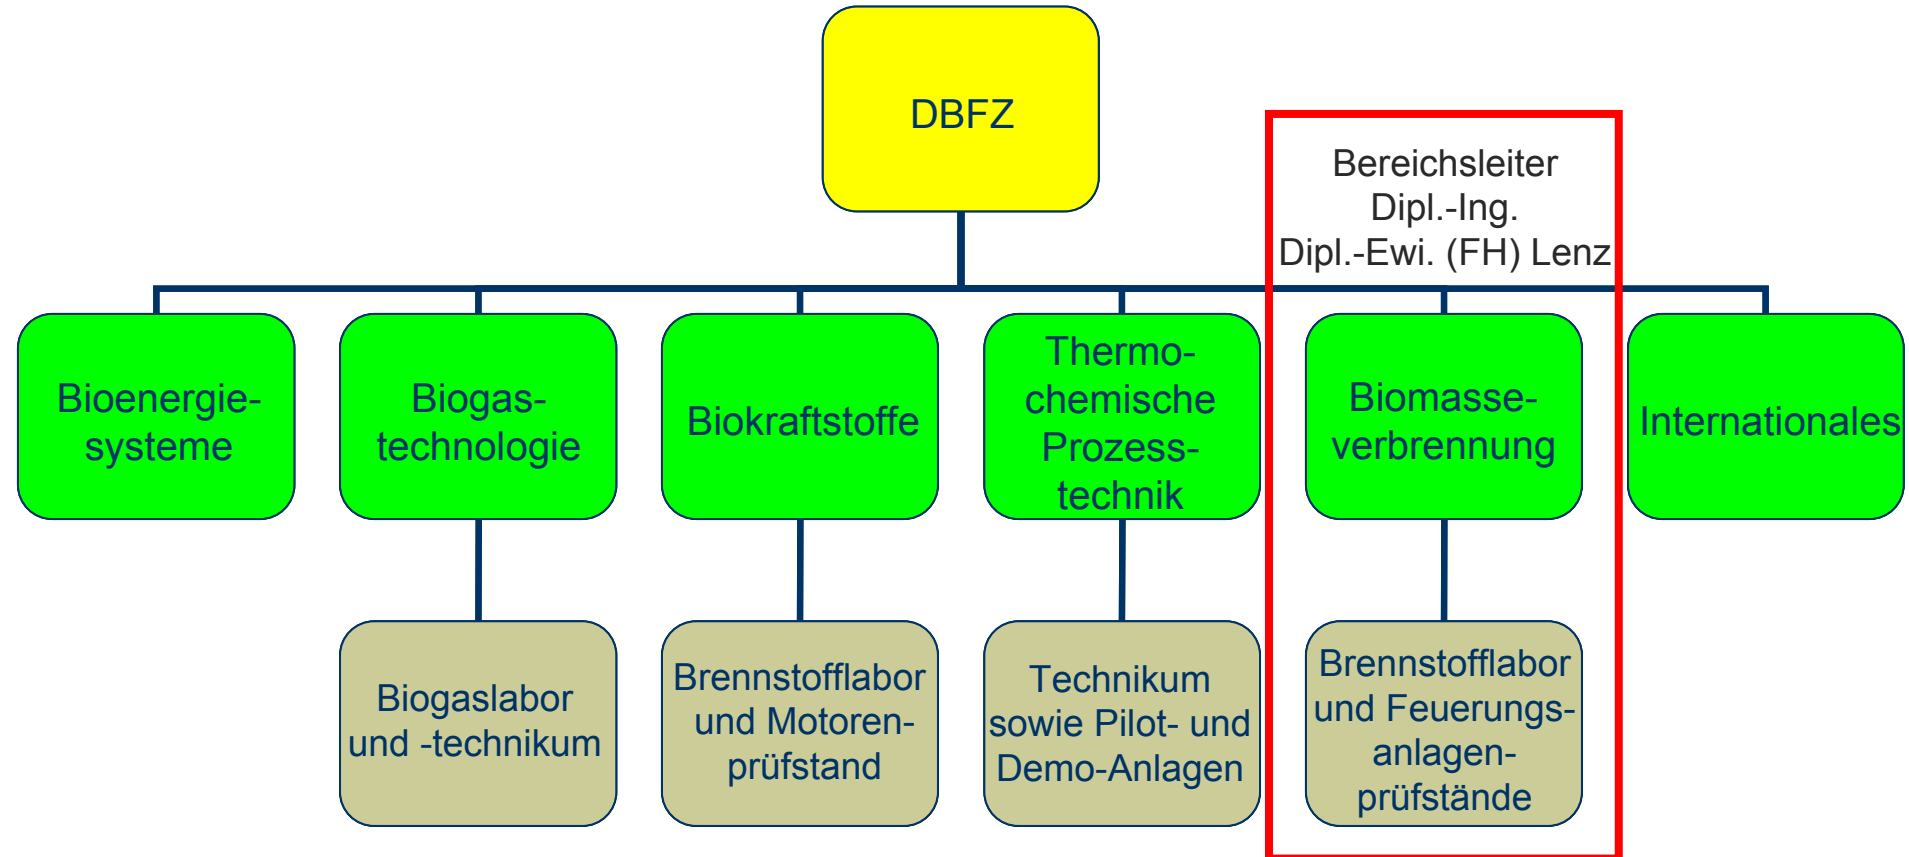 DBFZ
Bereichsleiter
Dipl.-Ing.
Dipl.-Ewi. (FH) Lenz
Bioenergie-
systeme
Biogas-
technologie
Biokraftstoffe
Thermo-
chemische
Prozess-
technik
Biomasse-
verbrennung
Internationales
Biogaslabor
und -technikum
Brennstofflabor
und Motoren-
prüfstand
Technikum
sowie Pilot- und
Demo-Anlagen
Brennstofflabor
und Feuerungs-
anlagen-
prüfstände